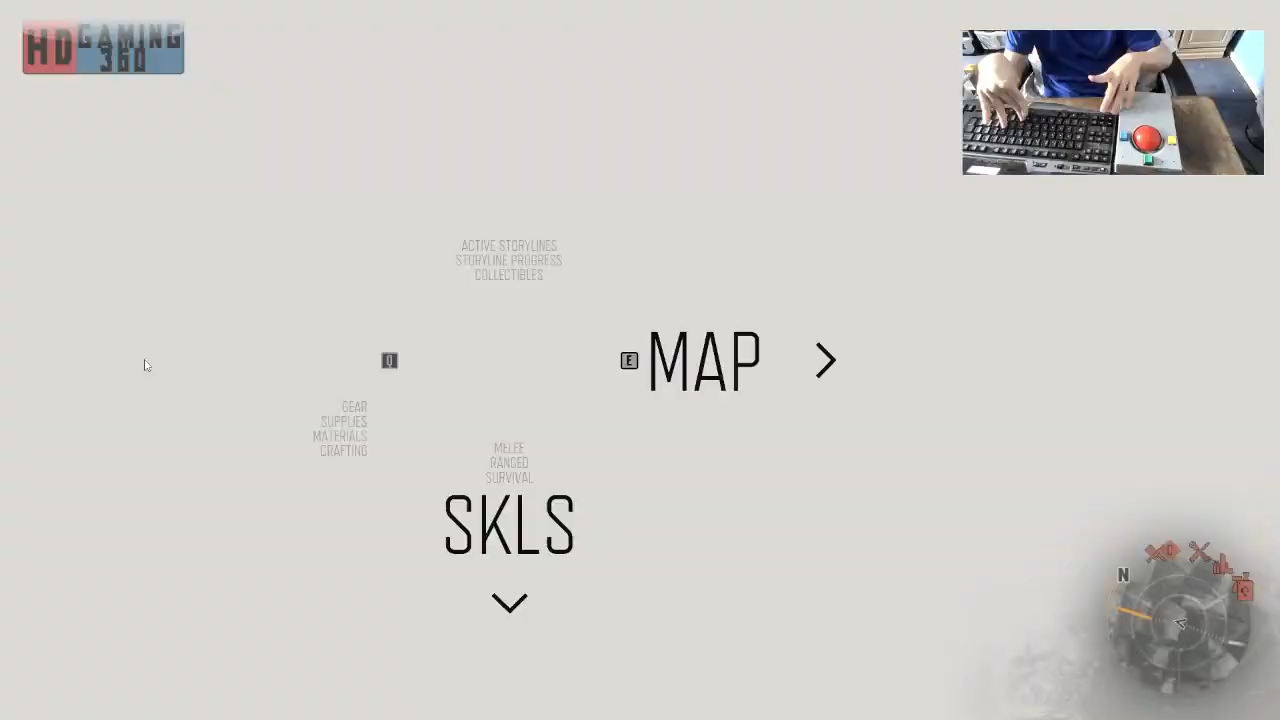 HD GAMING
360
ACTIVE STORYLINES
STORYLINE PROGRESS
COLLECTIBLES
Q
E
MAP
GEAR
SUPPLIES
MATERIALS
CRAFTING
MELEE
RANGED
SURVIVAL
SKLS
N